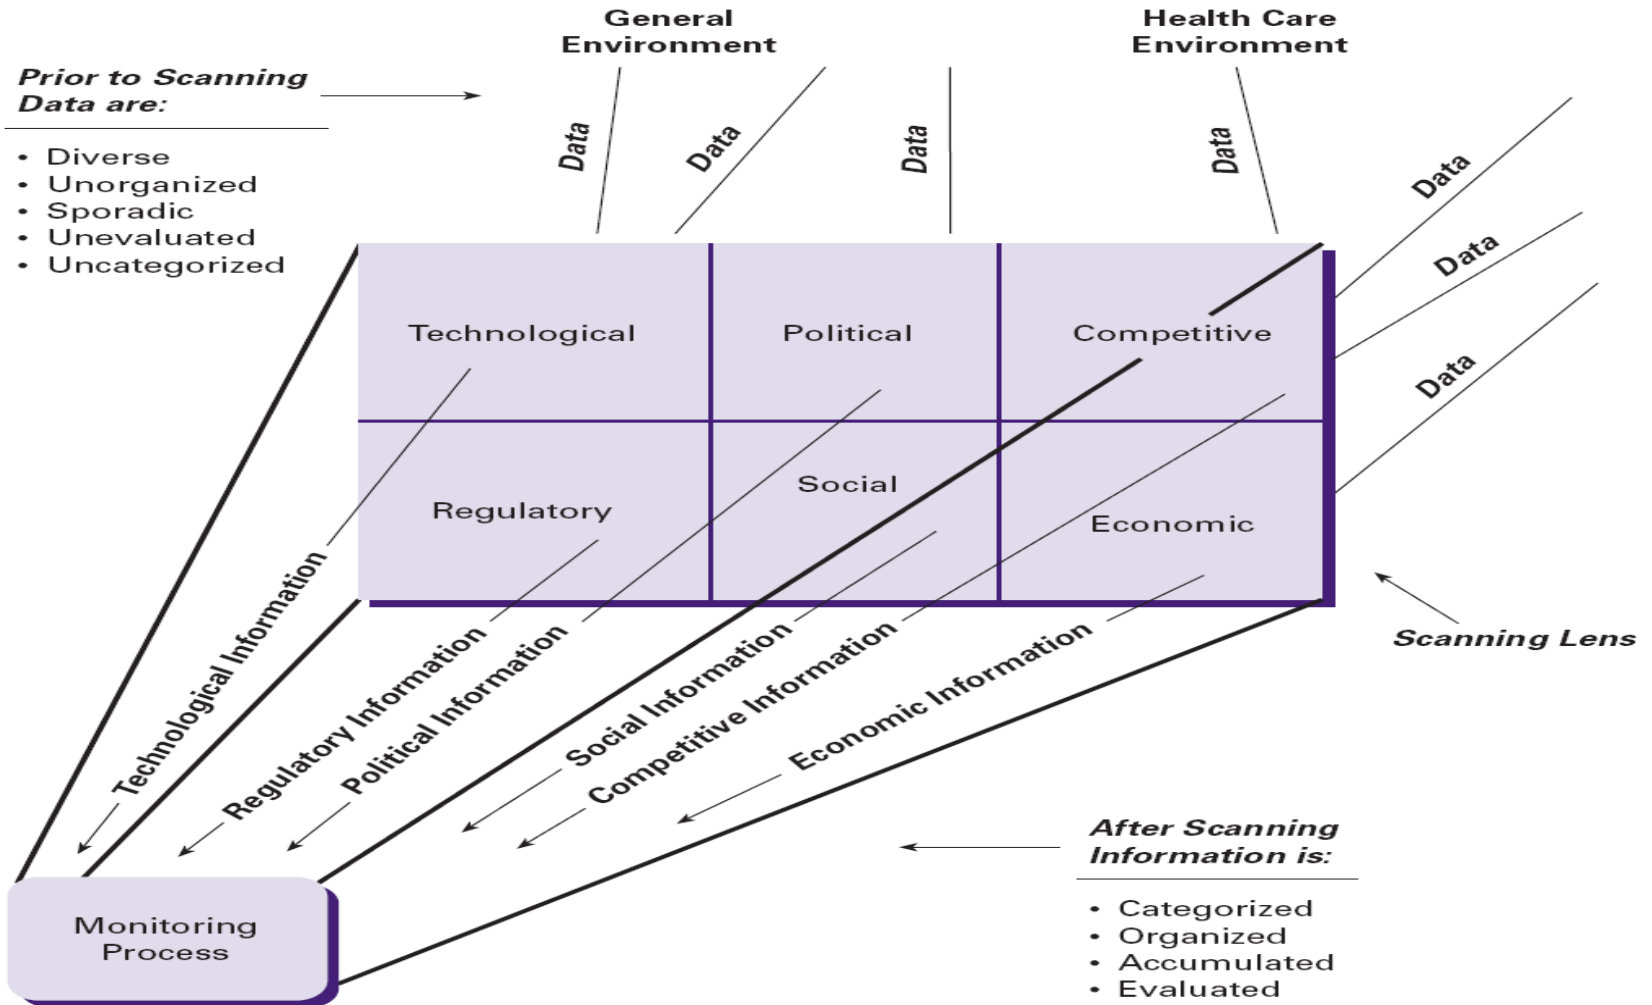 General
Environment
Health Care
Environment
Prior to Scanning
Data are:
• Diverse
• Unorganized
• Sporadic
• Unevaluated
• Uncategorized
Data
Data
Data
Data
Data
Data
Data
Technological
Political
Competitive
Regulatory
Social
Economic
Scanning Lens
Technological Information
Regulatory Information
Political Information
Social Information
Competitive Information
Economic Information
After Scanning
Information is:
• Categorized
• Organized
• Accumulated
• Evaluated
Monitoring
Process